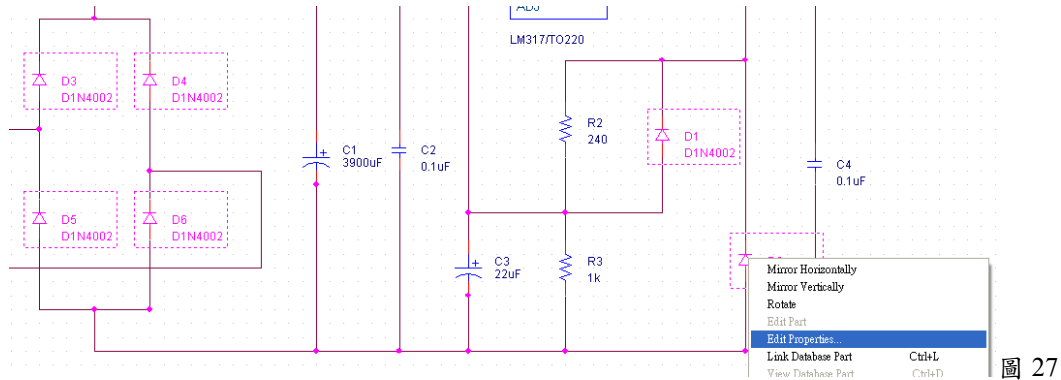 ADJ
LM317/TO220
D3
D1N4002
D4
D1N4002
C1
3900uF
C2
0.1uF
R2
240
D1
D1N4002
C4
0.1uF
D5
D1N4002
D6
D1N4002
C3
22uF
R3
1k
Mirror Horizontally
Mirror Vertically
Rotate
Edit Part
Edit Properties...
Link Database Part Ctrl+L
View Database Part Ctrl+D
圖 27